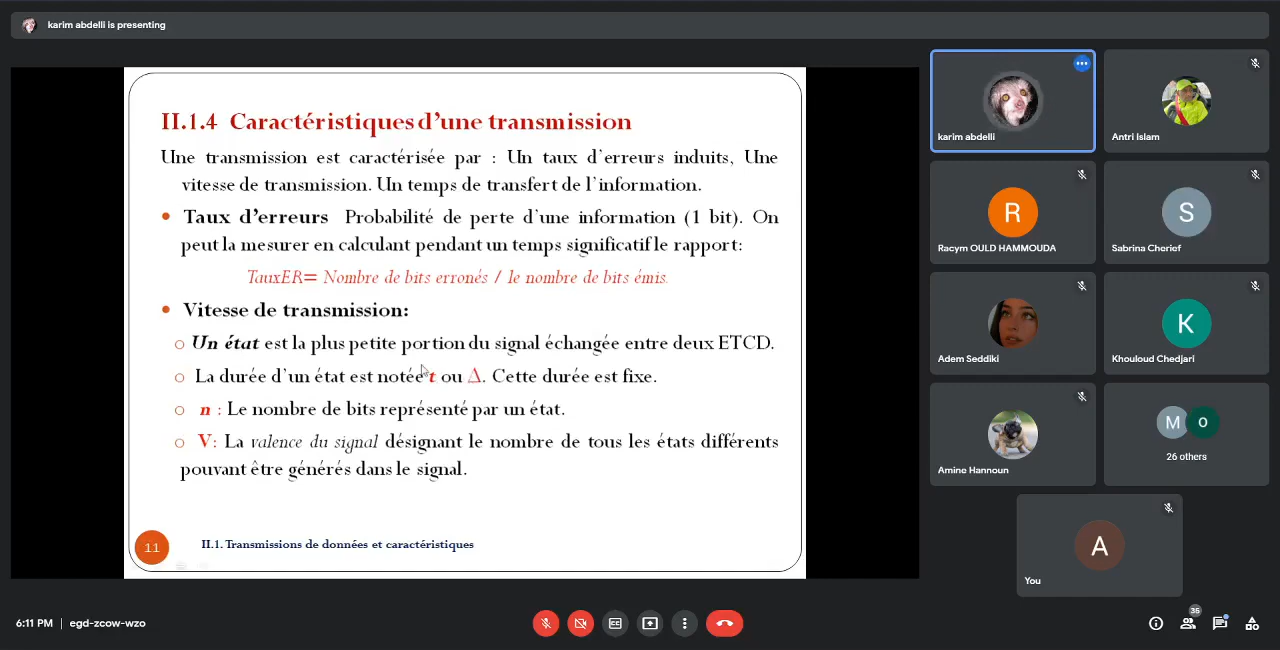 karim abdelli is presenting
II.1.4 Caractéristiques d'une transmission
Une transmission est caractérisée par : Un taux d'erreurs induits, Une
vitesse de transmission. Un temps de transfert de l'information.
• Taux d'erreurs Probabilité de perte d'une information (1 bit). On
peut la mesurer en calculant pendant un temps significatif le rapport:
TauxER= Nombre de bits erronés / le nombre de bits émis.
• Vitesse de transmission:
○ Un état est la plus petite portion du signal échangée entre deux ETCD.
○ La durée d'un état est notée t ou Δ. Cette durée est fixe.
○ n : Le nombre de bits représenté par un état.
○ V: La valence du signal désignant le nombre de tous les états différents
pouvant être générés dans le signal.
11
II.1. Transmissions de données et caractéristiques
karim abdelli
Antri Islam
R
Racym OULD HAMMOUDA
S
Sabrina Cherief
Adem Seddiki
K
Khouloud Chedjari
Amine Hannoun
M
O
26 others
A
You
6:11 PM | egd-zcow-wzo
35